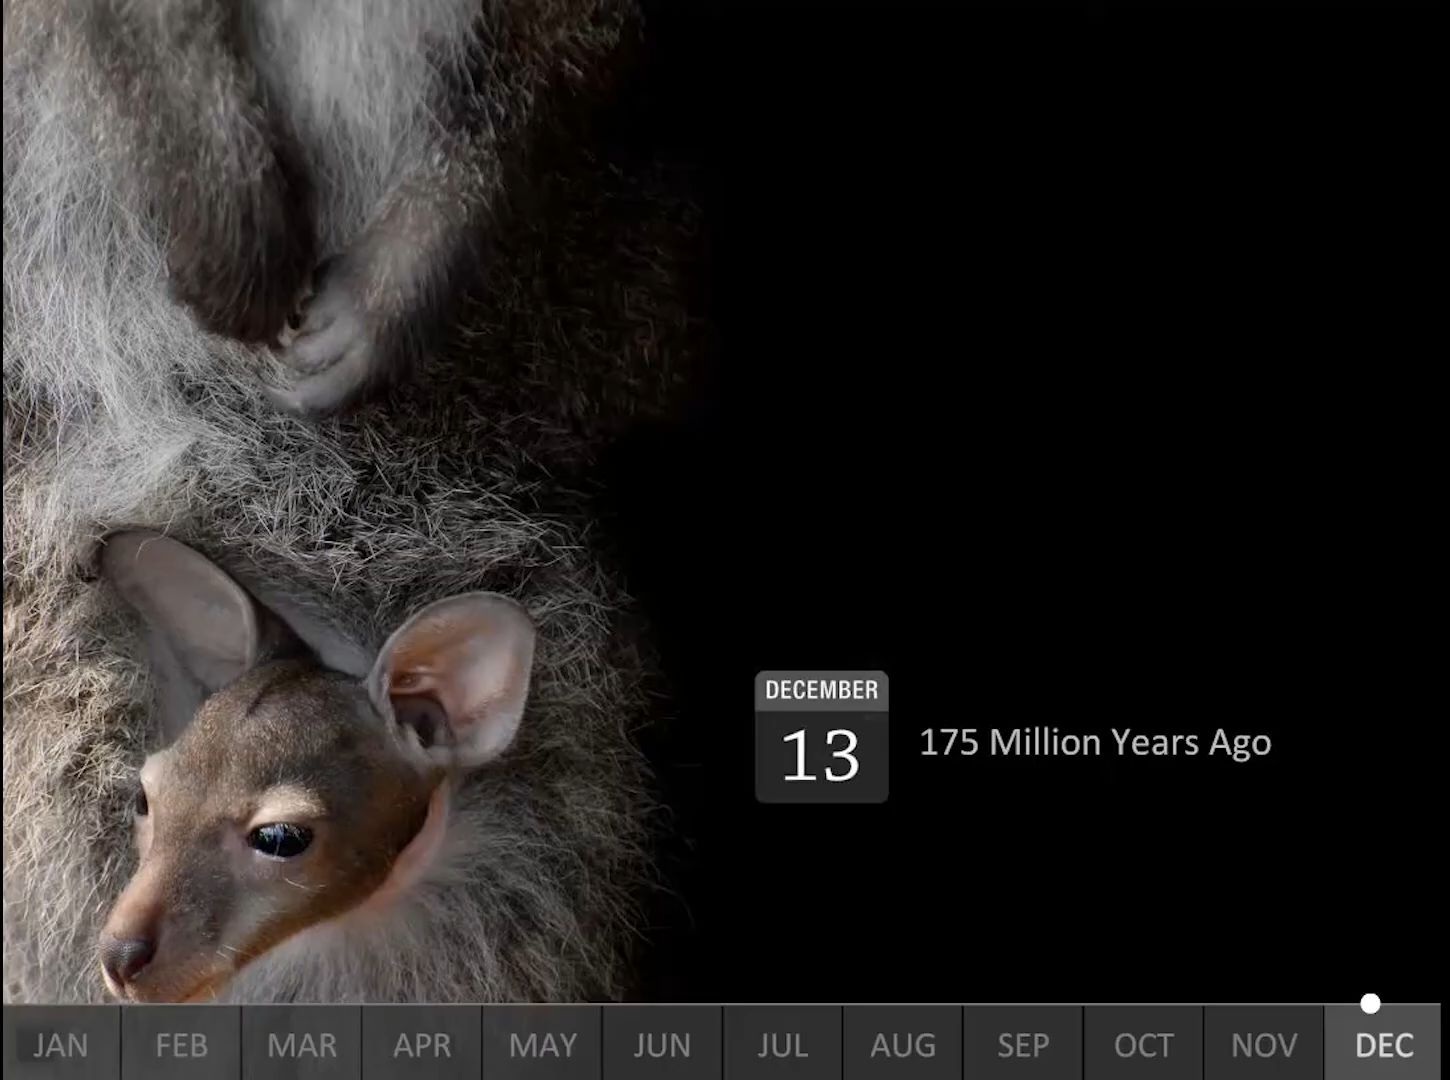 DECEMBER
13
175 Million Years Ago
JAN FEB MAR APR MAY JUN JUL AUG SEP OCT NOV DEC